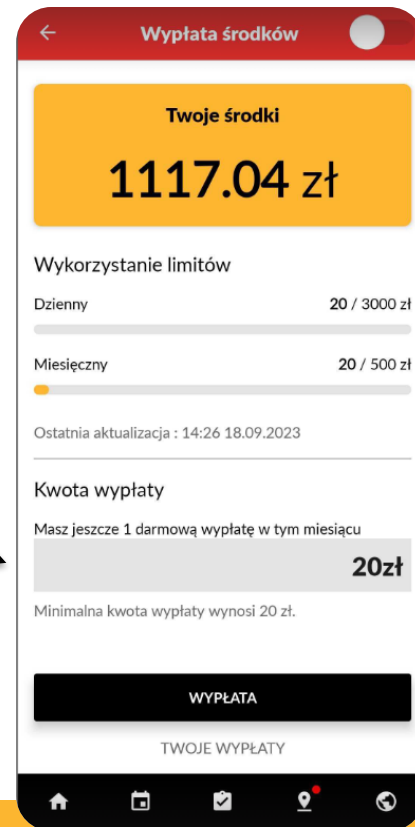 Wypłata środków
Twoje środki
1117.04 zł
Wykorzystanie limitów
Dzienny 20 / 3000 zł
Miesięczny 20 / 500 zł
Ostatnia aktualizacja : 14:26 18.09.2023
Kwota wypłaty
Masz jeszcze 1 darmową wypłatę w tym miesiącu
20zł
Minimalna kwota wypłaty wynosi 20 zł.
WYPŁATA
TWOJE WYPŁATY